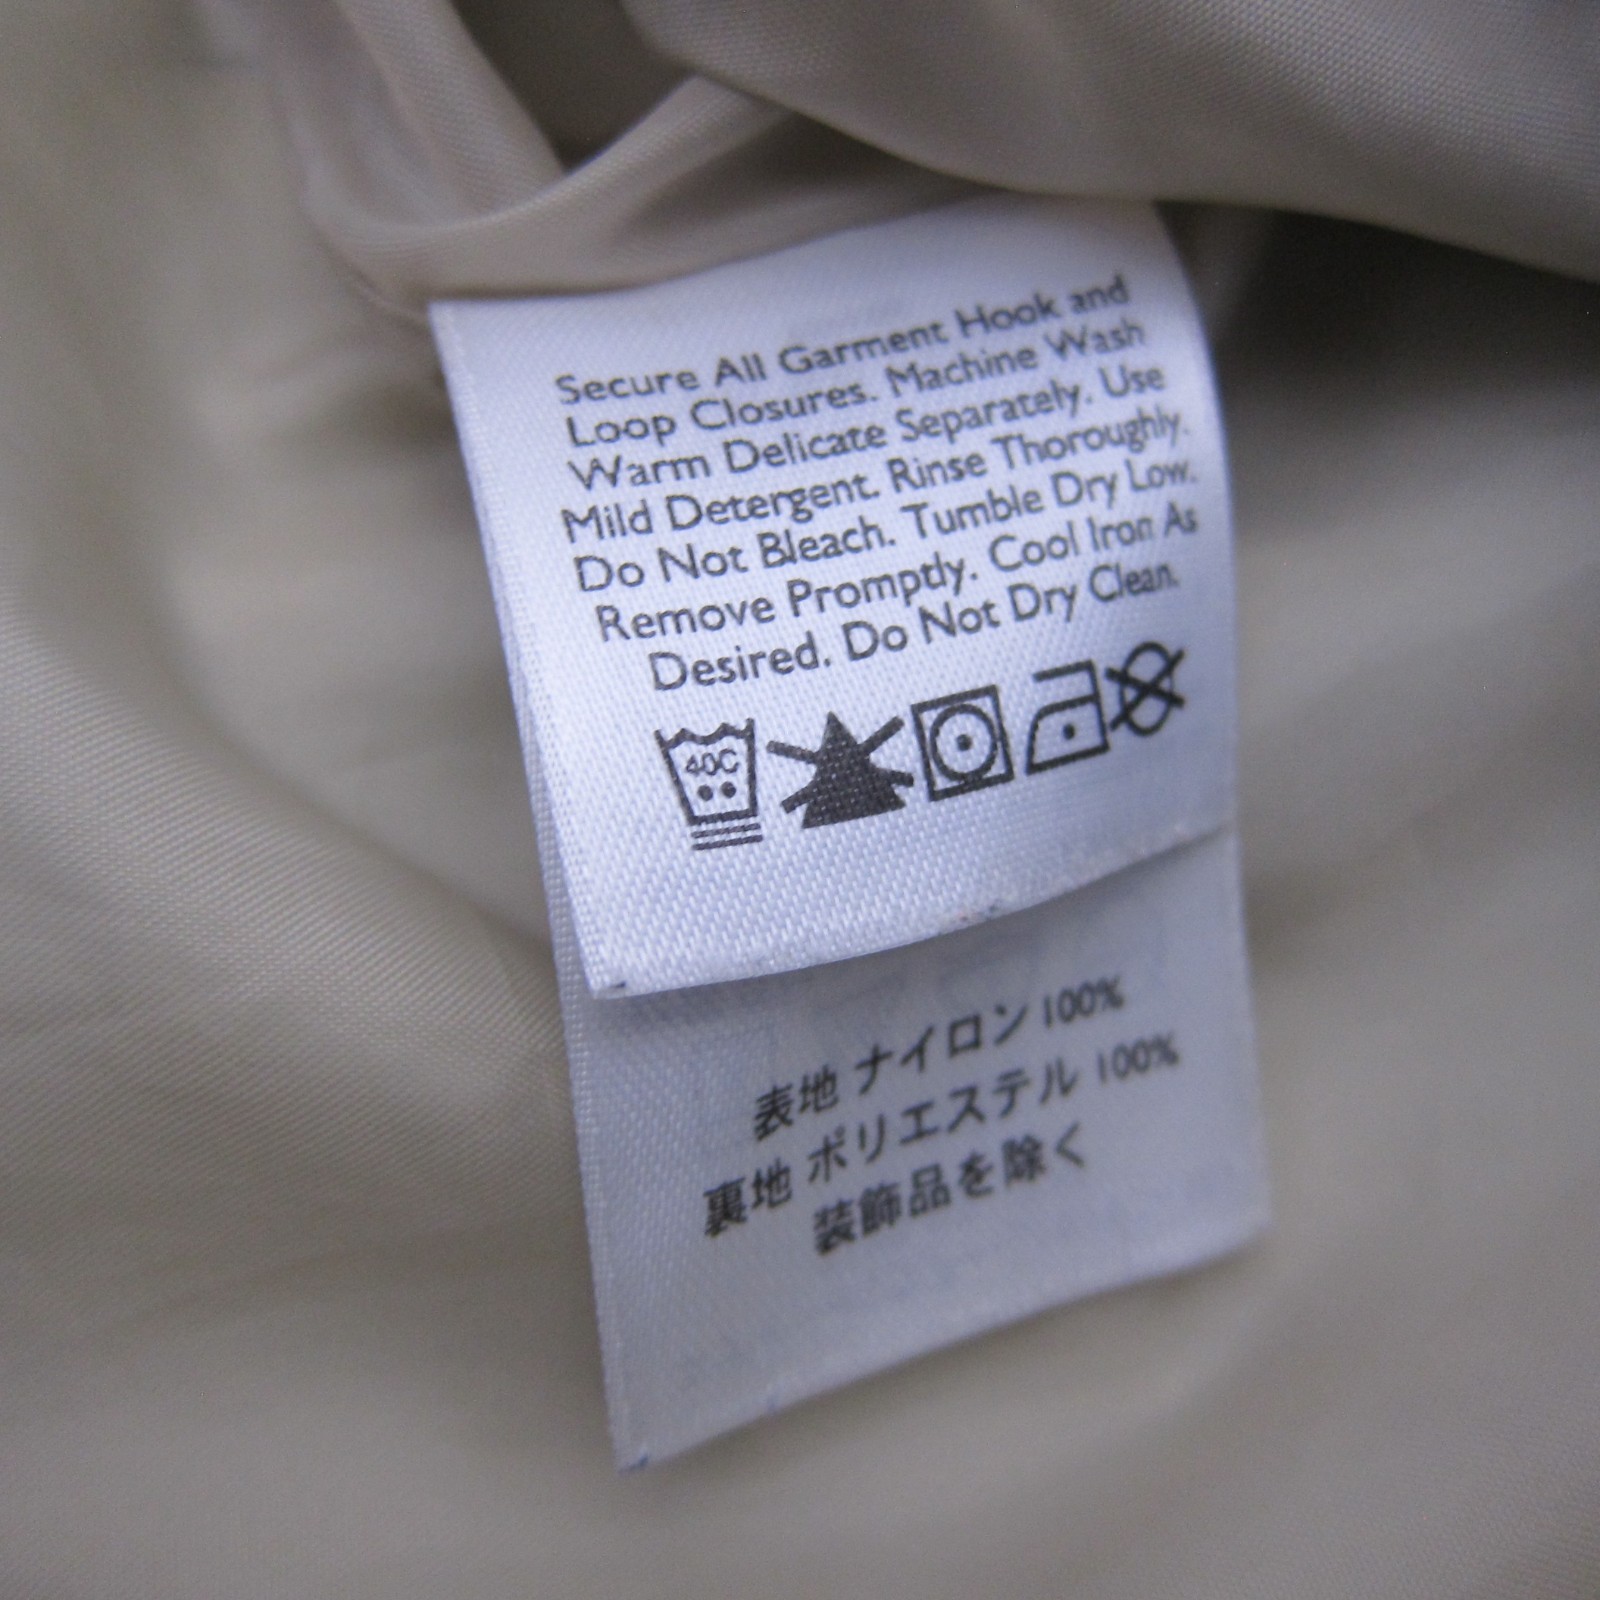 Secure All Garment Hook and
Loop Closures. Machine Wash
Warm Delicate Separately. Use
Mild Detergent. Rinse Thoroughly.
Do Not Bleach. Tumble Dry Low.
Remove Promptly. Cool Iron As
Desired. Do Not Dry Clean.
40C
表地 ナイロン 100%
裏地 ポリエステル 100%
装飾品を除く